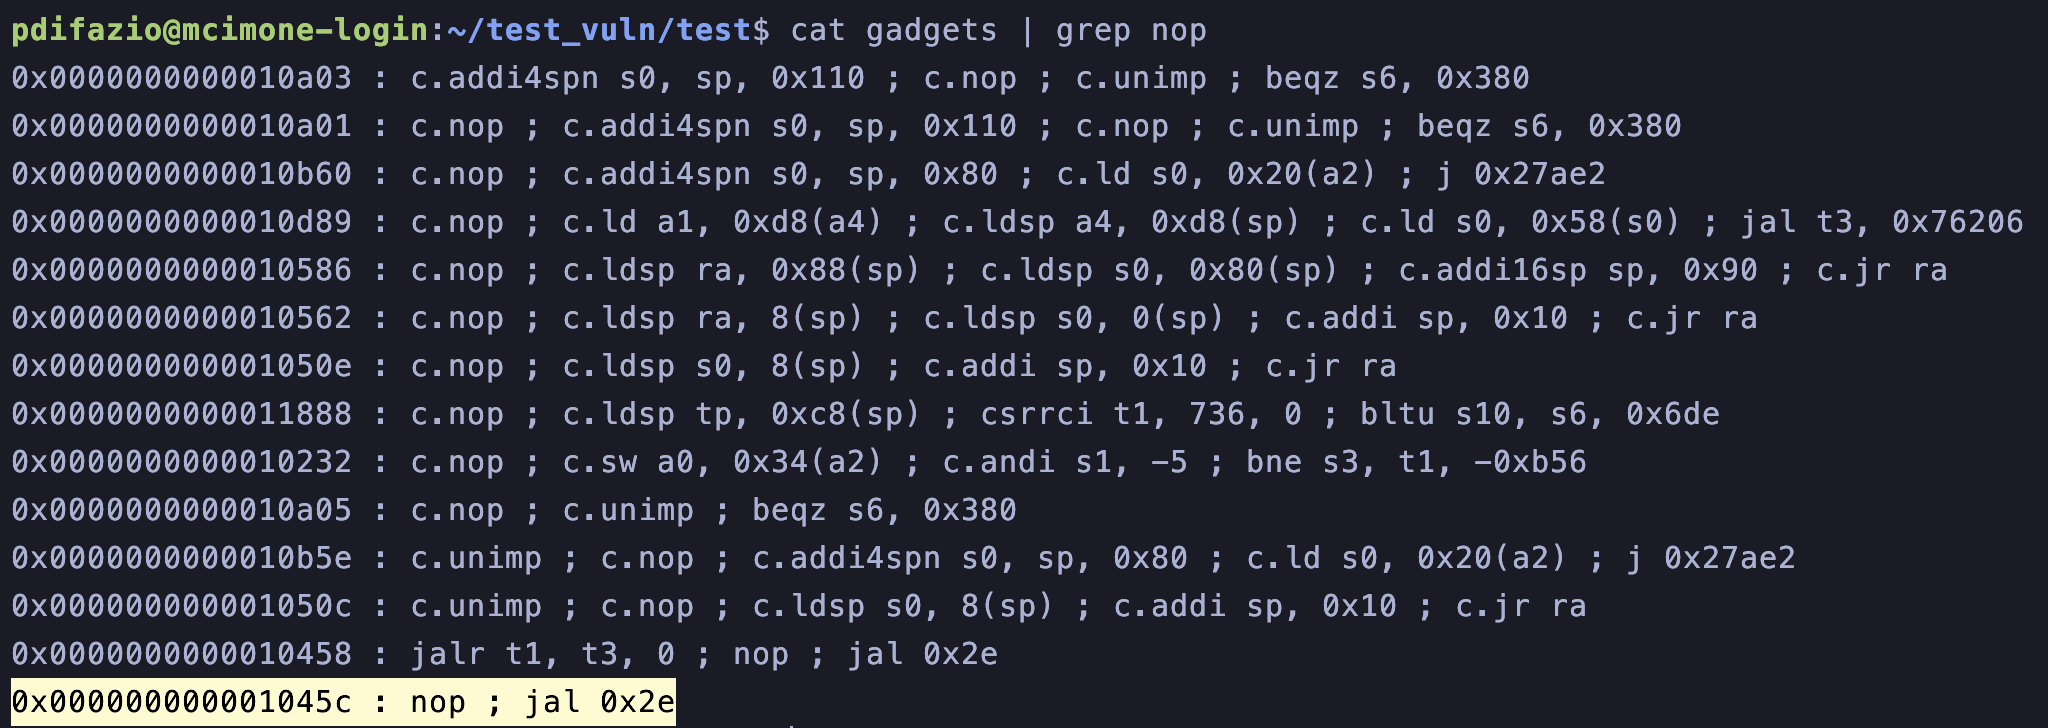 pdifazio@mcimone-login:~/test_vuln/test$ cat gadgets | grep nop
0x0000000000010a03 : c.addi4spn s0, sp, 0x110 ; c.nop ; c.unimp ; beqz s6, 0x380
0x0000000000010a01 : c.nop ; c.addi4spn s0, sp, 0x110 ; c.nop ; c.unimp ; beqz s6, 0x380
0x0000000000010b60 : c.nop ; c.addi4spn s0, sp, 0x80 ; c.ld s0, 0x20(a2) ; j 0x27ae2
0x0000000000010d89 : c.nop ; c.ld a1, 0xd8(a4) ; c.ldsp a4, 0xd8(sp) ; c.ld s0, 0x58(s0) ; jal t3, 0x76206
0x0000000000010586 : c.nop ; c.ldsp ra, 0x88(sp) ; c.ldsp s0, 0x80(sp) ; c.addi16sp sp, 0x90 ; c.jr ra
0x0000000000010562 : c.nop ; c.ldsp ra, 8(sp) ; c.ldsp s0, 0(sp) ; c.addi sp, 0x10 ; c.jr ra
0x000000000001050e : c.nop ; c.ldsp s0, 8(sp) ; c.addi sp, 0x10 ; c.jr ra
0x0000000000011888 : c.nop ; c.ldsp tp, 0xc8(sp) ; csrrci t1, 736, 0 ; bltu s10, s6, 0x6de
0x0000000000010232 : c.nop ; c.sw a0, 0x34(a2) ; c.andi s1, -5 ; bne s3, t1, -0xb56
0x0000000000010a05 : c.nop ; c.unimp ; beqz s6, 0x380
0x0000000000010b5e : c.unimp ; c.nop ; c.addi4spn s0, sp, 0x80 ; c.ld s0, 0x20(a2) ; j 0x27ae2
0x000000000001050c : c.unimp ; c.nop ; c.ldsp s0, 8(sp) ; c.addi sp, 0x10 ; c.jr ra
0x0000000000010458 : jalr t1, t3, 0 ; nop ; jal 0x2e
0x000000000001045c : nop ; jal 0x2e